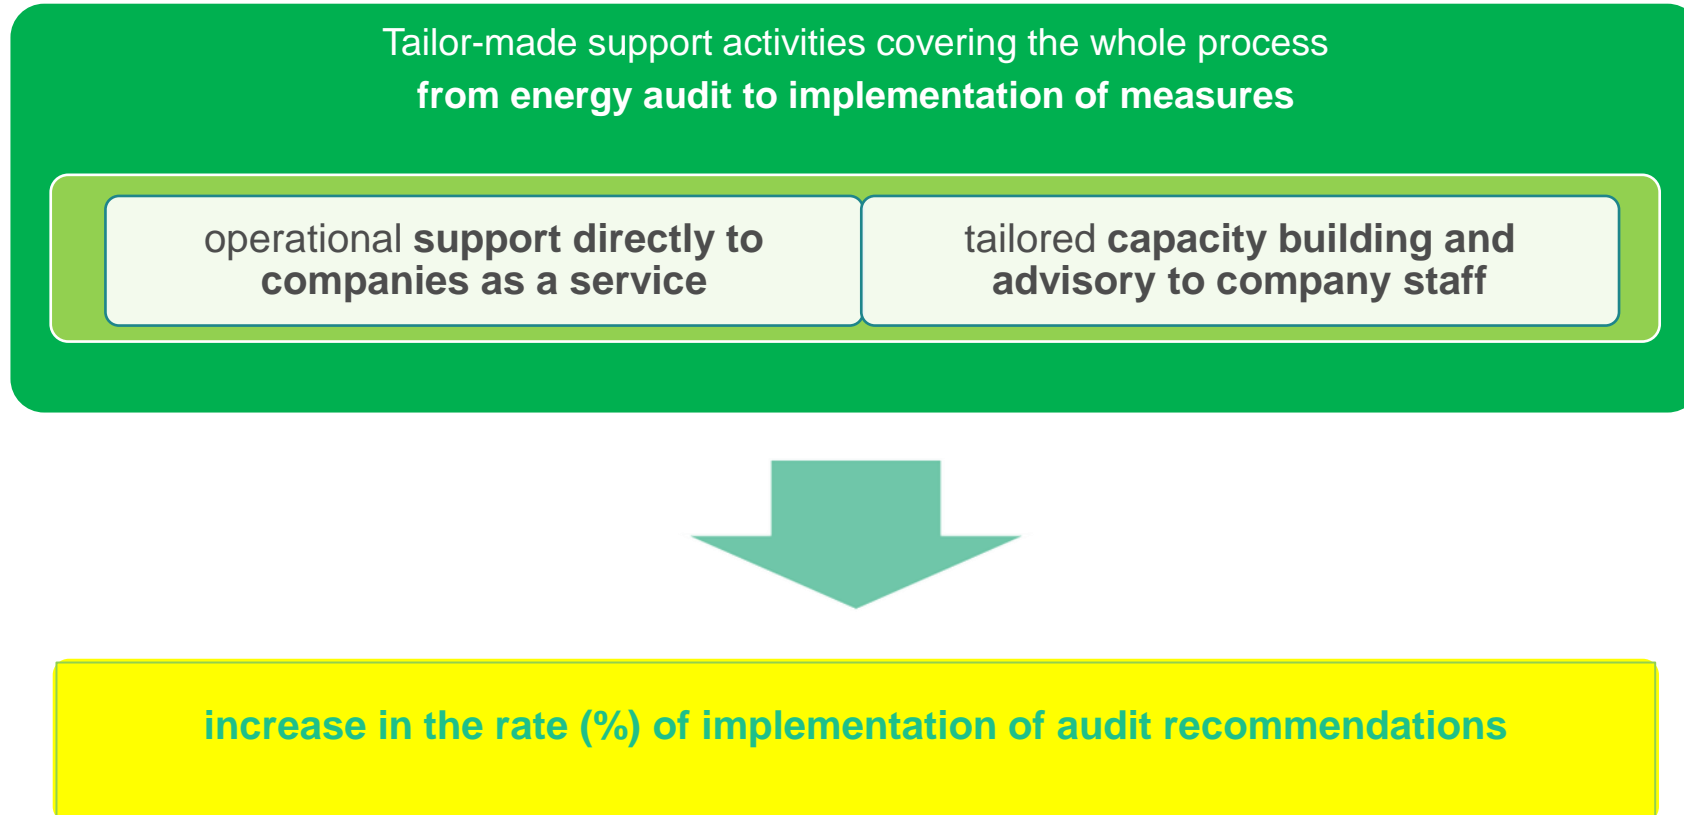 Tailor-made support activities covering the whole process
from energy audit to implementation of measures
operational support directly to
companies as a service
tailored capacity building and
advisory to company staff
increase in the rate (%) of implementation of audit recommendations